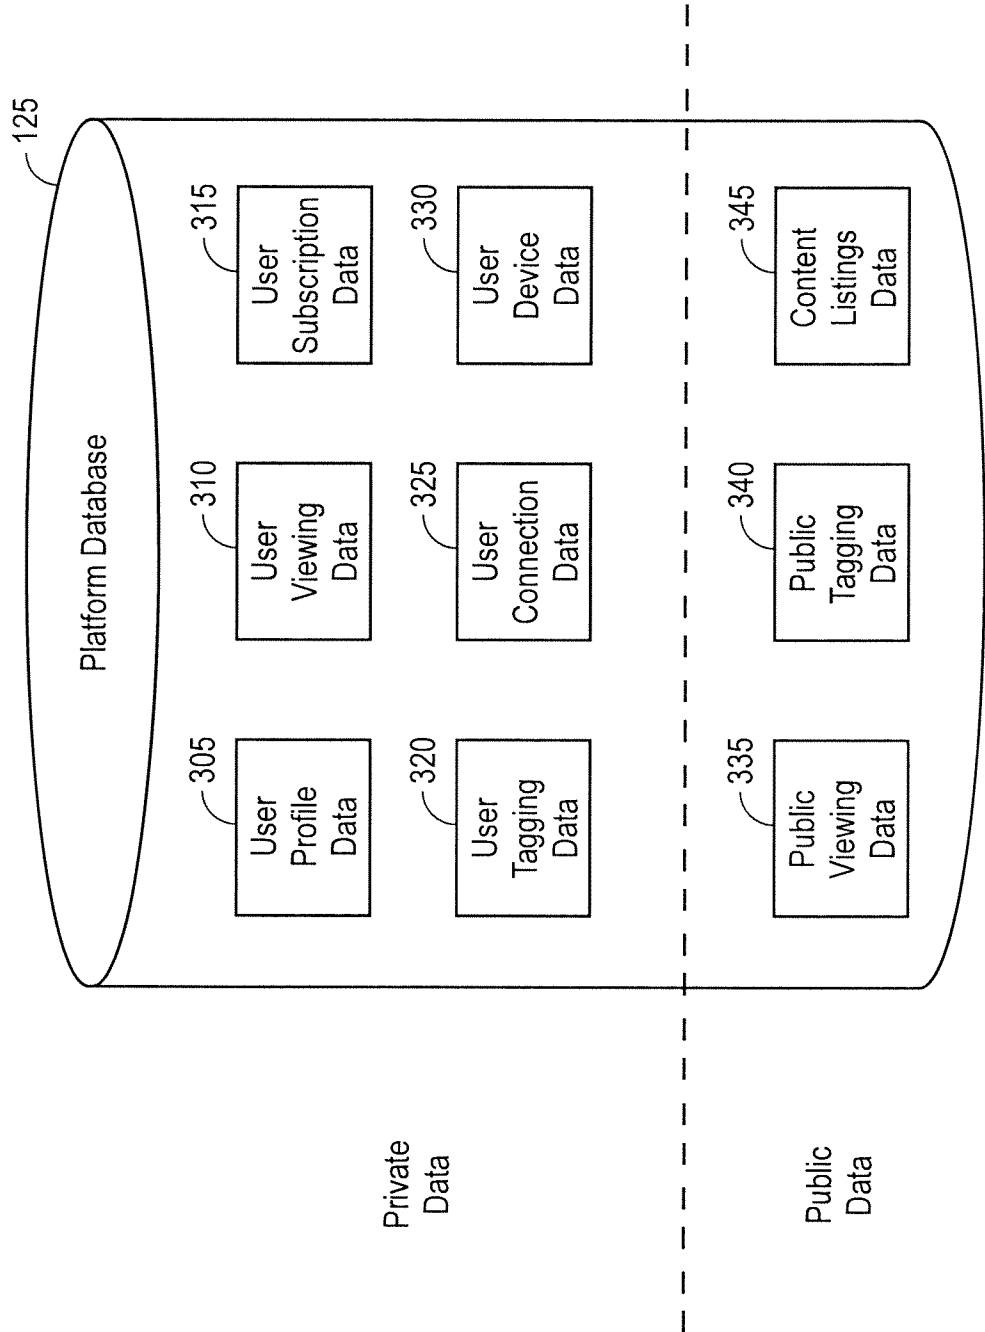 125
Platform Database
305
User
Profile
Data
310
User
Viewing
Data
315
User
Subscription
Data
Private
Data
320
User
Tagging
Data
325
User
Connection
Data
330
User
Device
Data
Public
Data
335
Public
Viewing
Data
340
Public
Tagging
Data
345
Content
Listings
Data